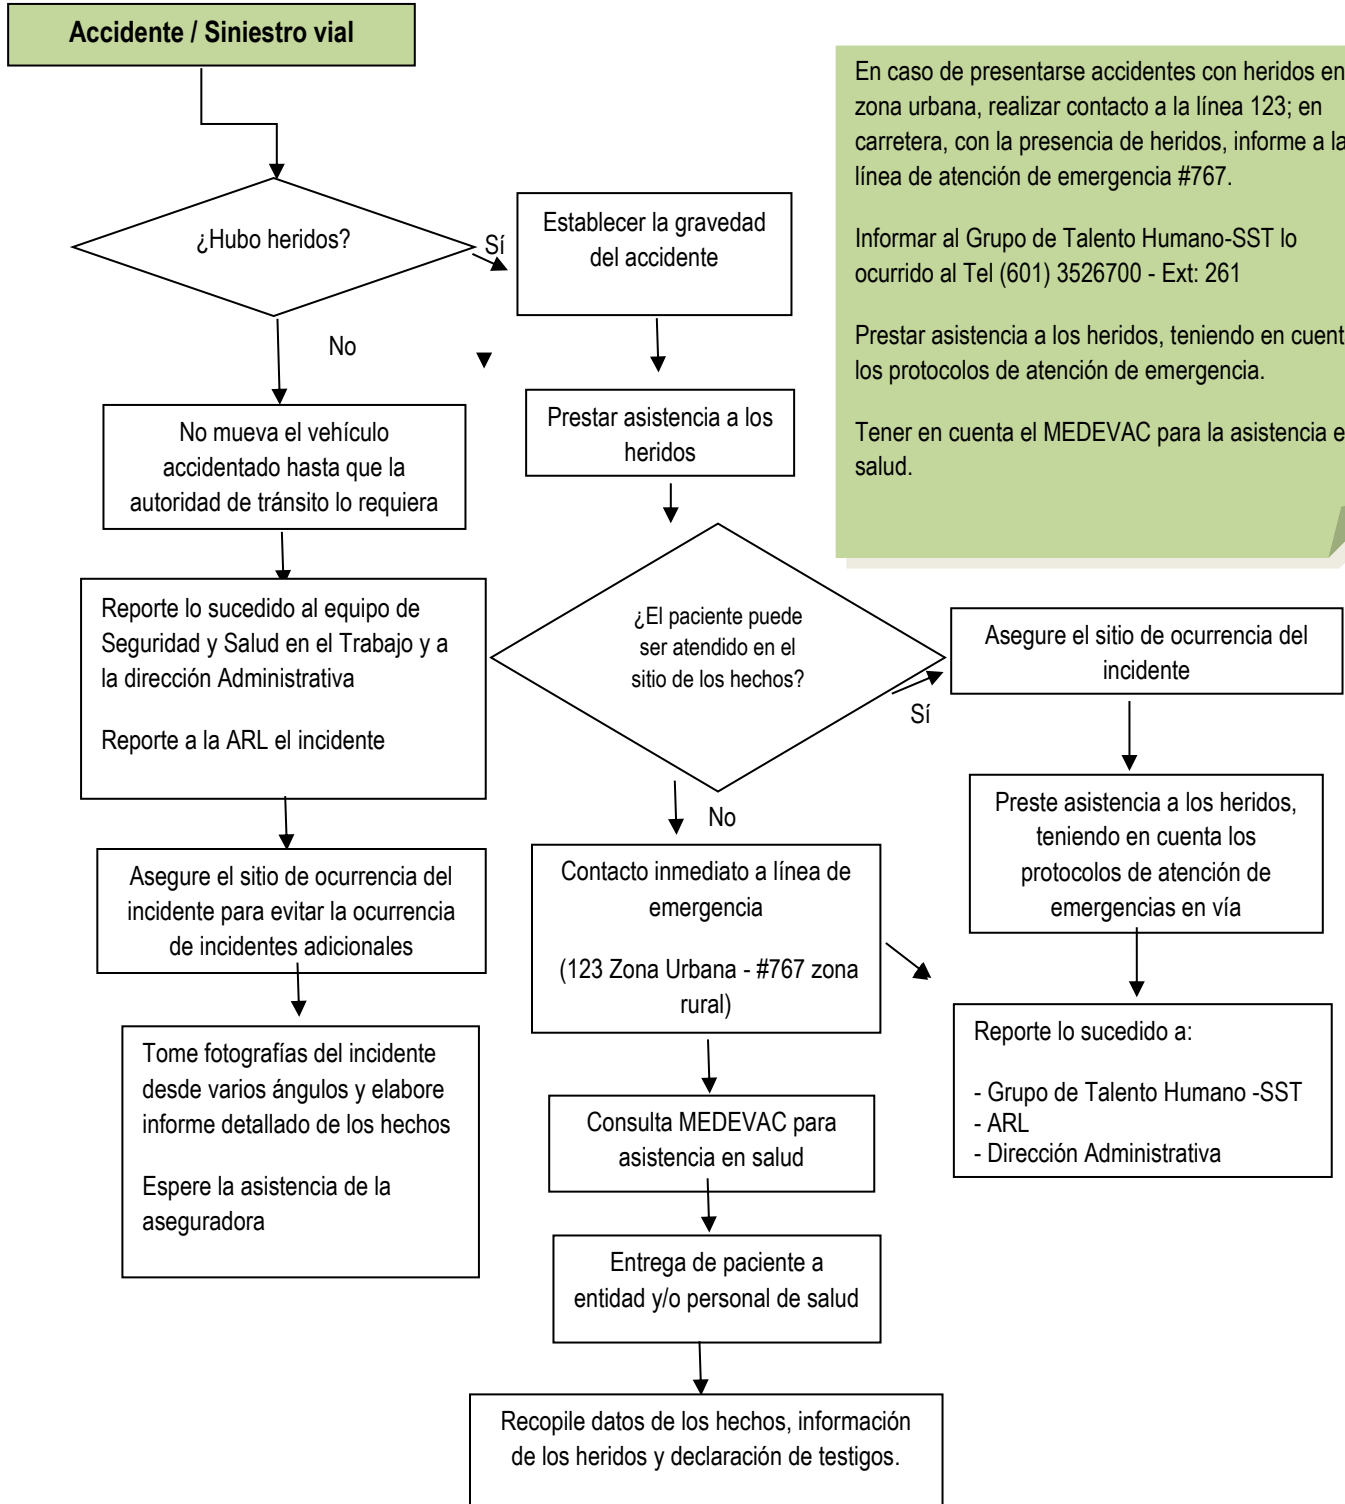 Accidente / Siniestro vial
En caso de presentarse accidentes con heridos en
zona urbana, realizar contacto a la línea 123; en
carretera, con la presencia de heridos, informe a la
línea de atención de emergencia #767.
Informar al Grupo de Talento Humano-SST lo
ocurrido al Tel (601) 3526700 - Ext: 261
Prestar asistencia a los heridos, teniendo en cuent
los protocolos de atención de emergencia.
Tener en cuenta el MEDEVAC para la asistencia e
salud.
¿Hubo heridos?
Sí
Establecer la gravedad
del accidente
No
Prestar asistencia a los
heridos
No mueva el vehículo
accidentado hasta que la
autoridad de tránsito lo requiera
Reporte lo sucedido al equipo de
Seguridad y Salud en el Trabajo y a
la dirección Administrativa
Reporte a la ARL el incidente
¿El paciente puede
ser atendido en el
sitio de los hechos?
Sí
Asegure el sitio de ocurrencia del
incidente
No
Preste asistencia a los heridos,
teniendo en cuenta los
protocolos de atención de
emergencias en vía
Asegure el sitio de ocurrencia del
incidente para evitar la ocurrencia
de incidentes adicionales
Contacto inmediato a línea de
emergencia
(123 Zona Urbana - #767 zona
rural)
Reporte lo sucedido a:
- Grupo de Talento Humano -SST
- ARL
- Dirección Administrativa
Tome fotografías del incidente
desde varios ángulos y elabore
informe detallado de los hechos
Espere la asistencia de la
aseguradora
Consulta MEDEVAC para
asistencia en salud
Entrega de paciente a
entidad y/o personal de salud
Recopile datos de los hechos, información
de los heridos y declaración de testigos.